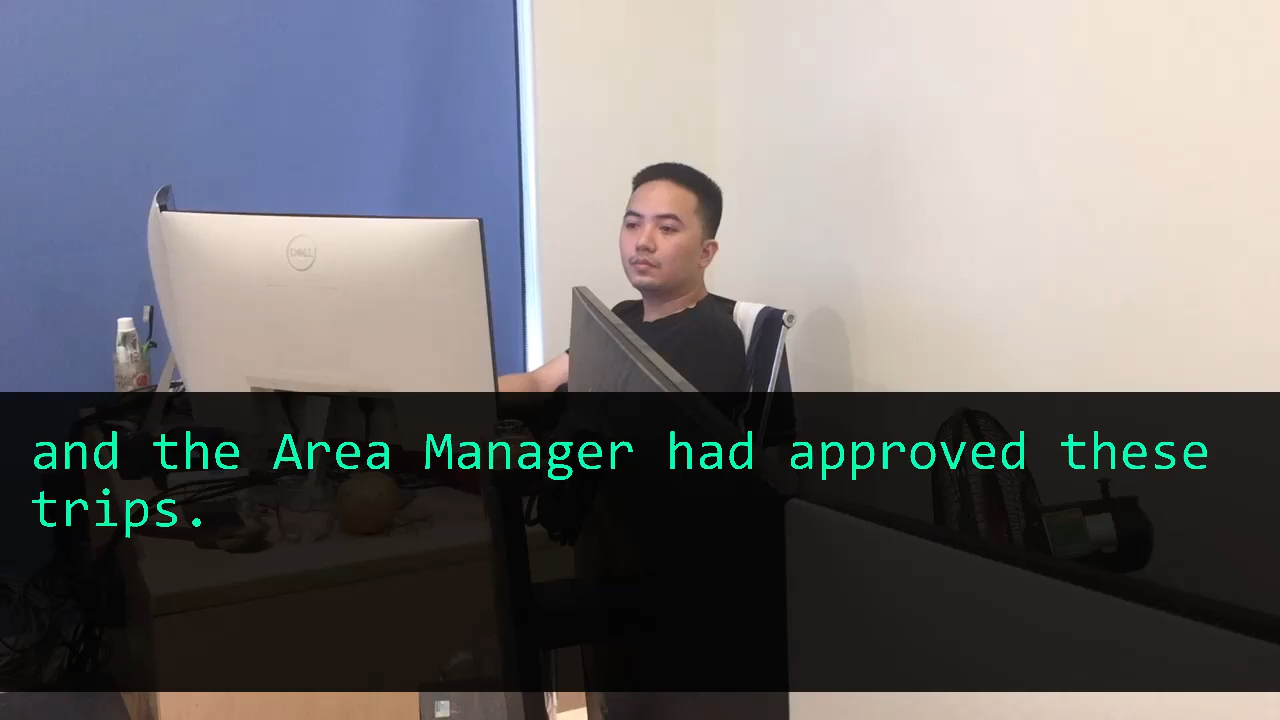 DELL
and the Area Manager had approved these
trips.